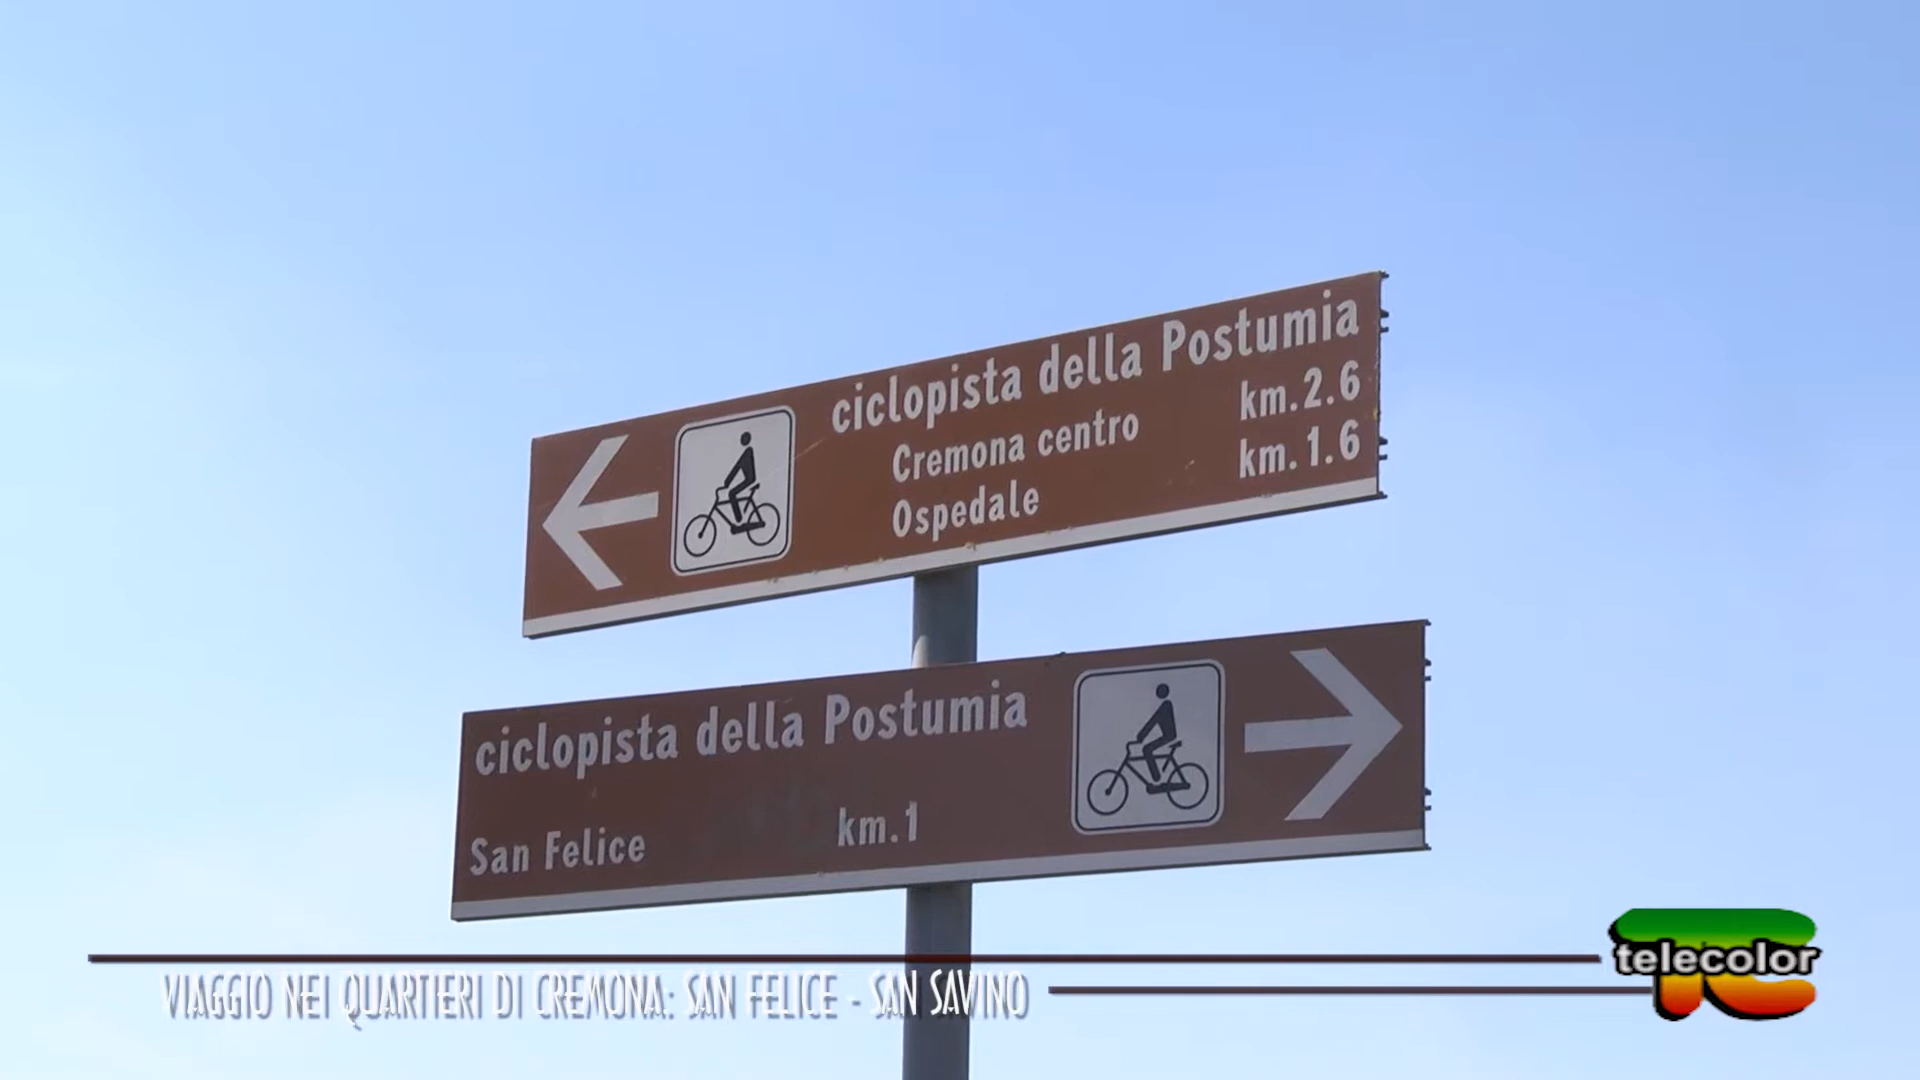 ciclopista della Postumia
Cremona centro km.2.6
Ospedale km.1.6
ciclopista della Postumia
San Felice km.1
telecolor
VIAGGIO NEI QUARTIERI DI CREMONA: SAN FELICE - SAN SAVINO